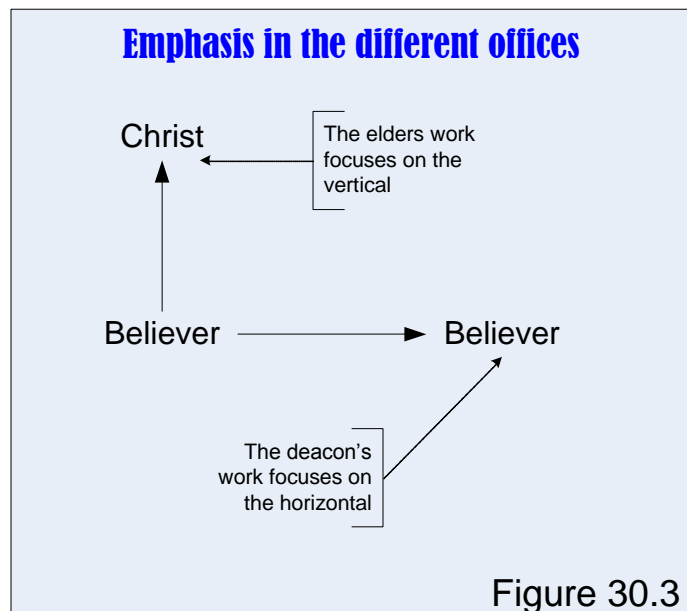 Emphasis in the different offices
Christ
The elders work
focuses on the
vertical
Believer
Believer
The deacon’s
work focuses on
the horizontal
Figure 30.3